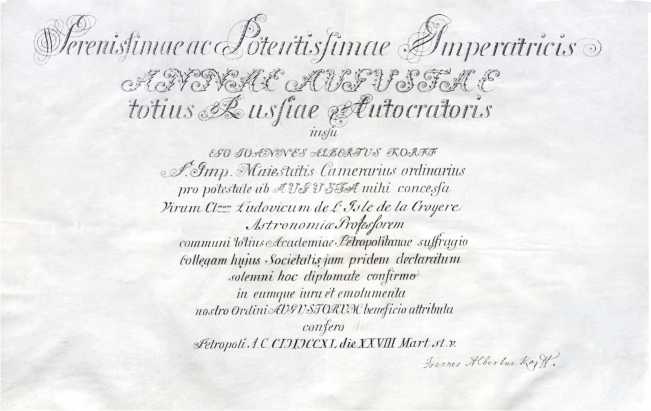 Serenissimae ac Potentissimae Imperatricis
ANNAE AUGUSTAE
totius Russiae Autocratoris
iussu
EGO IOANNES ALBERTUS KORFF
S. Imp. Maiestatis Camerarius ordinarius
pro potestate ab AUGUSTA mihi concessa
Virum Cl Ludovicum de L Isle de la Croyere
Astronomiae Professorem
communi totius Academiae Petropolitanae suffragio
Collegam hujus Societatis jam pridem declaratum
solemni hoc diplomate confirmo
in eumque iura et emolumenta
nostro Ordini AUGUSTORUM beneficio attributa
confero
Petropoli A.C. CIƆIƆCCXL die XXVIII Mart. st. v.
Joannes Albertus Korff.